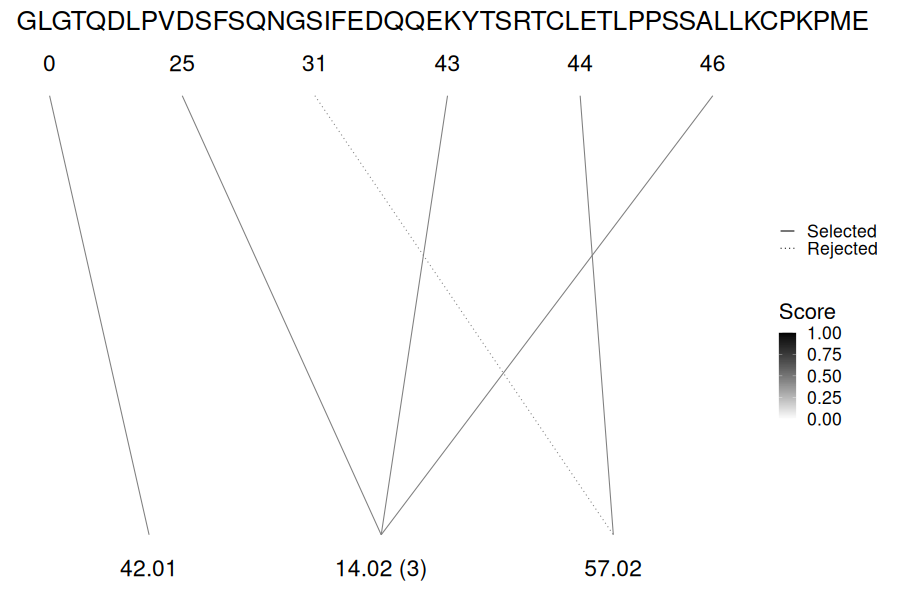 GLGTQDLPVDSFSQNGSIFEDQQEKYTSRTCLETLPPSSALLKCPKPME
0 25 31 43 44 46
Selected
Rejected
Score
1.00
0.75
0.50
0.25
0.00
42.01 14.02 (3) 57.02